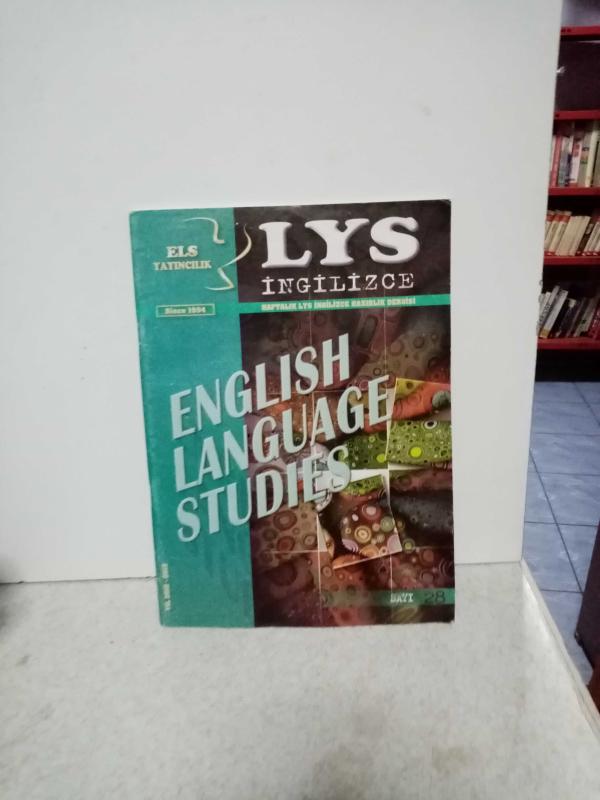 ELS
YAYINCILIK
Since 1994
LYS
İNGİLİZCE
HAFTALIK LYS İNGİLİZCE HAZIRLIK DERGİSİ
ENGLISH
LANGUAGE
STUDIES
SAYI 28